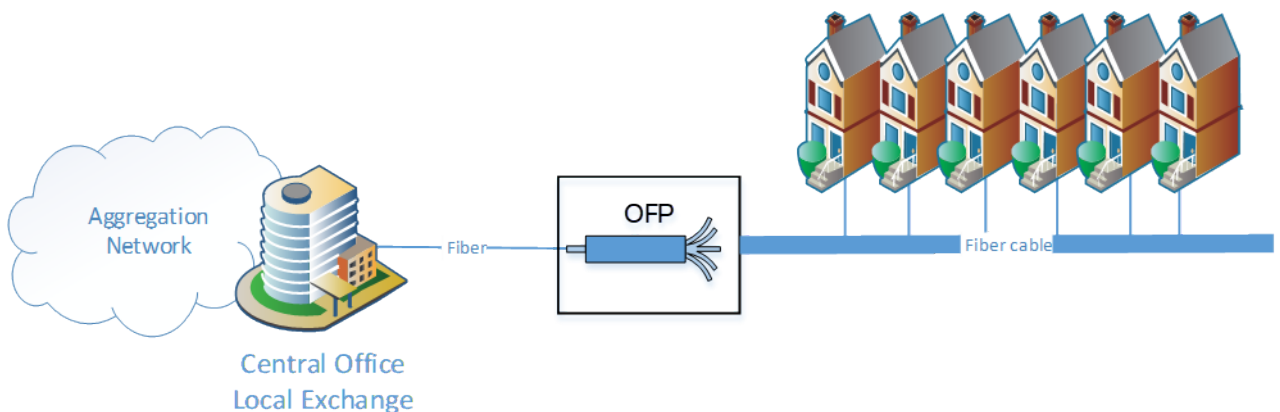 Aggregation
Network
Fiber
OFP
Fiber cable
Central Office
Local Exchange